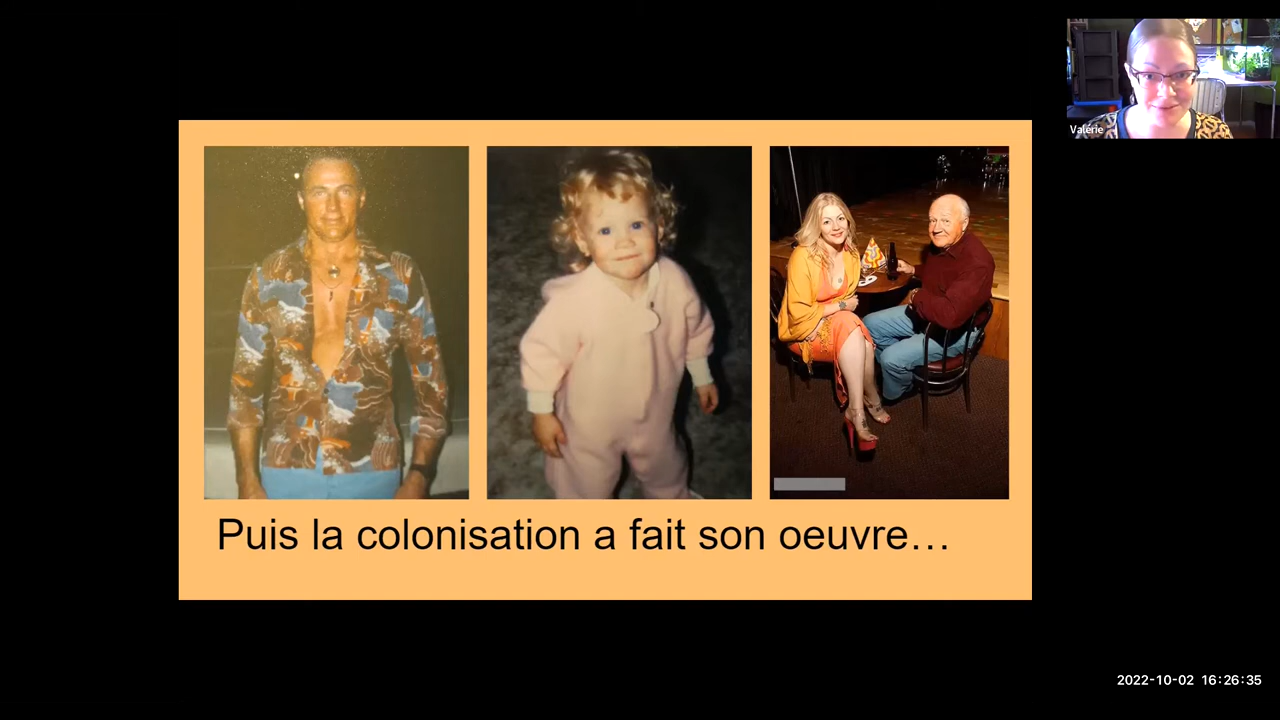 Valérie
Puis la colonisation a fait son oeuvre…
2022-10-02 16:26:35